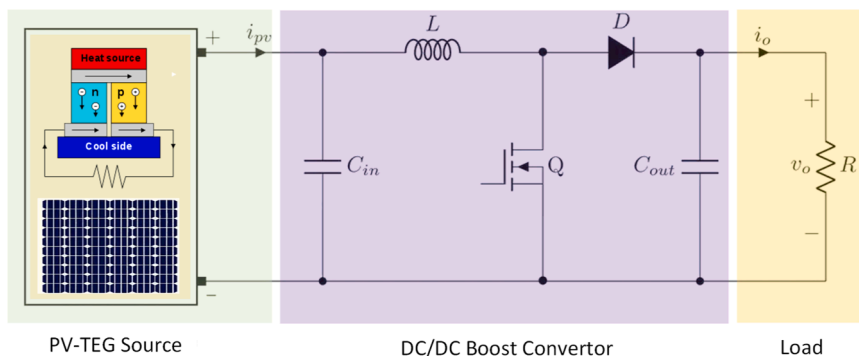 +
i_pv
L
D
i_o
Heat source
n
p
Cool side
C_in
Q
C_out
+
v_o
R
−
−
PV-TEG Source
DC/DC Boost Convertor
Load